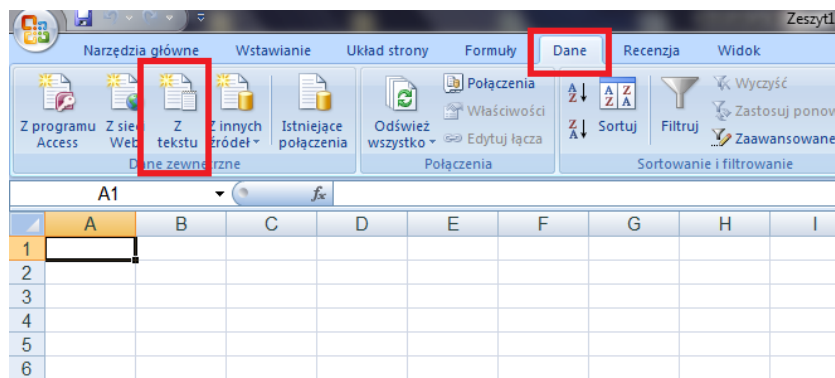 Zeszyt1
Narzędzia główne Wstawianie Układ strony Formuły Dane Recenzja Widok
Z programu Access
Z sieci Web
Z tekstu
Z innych źródeł
Istniejące połączenia
Dane zewnętrzne
Odśwież wszystko
Połączenia
Właściwości
Edytuj łącza
Połączenia
A Z
Z A
A Z Z A
Sortuj
Filtruj
Wyczyść
Zastosuj ponow
Zaawansowane
Sortowanie i filtrowanie
A1 fx
A B C D E F G H I
1
2
3
4
5
6